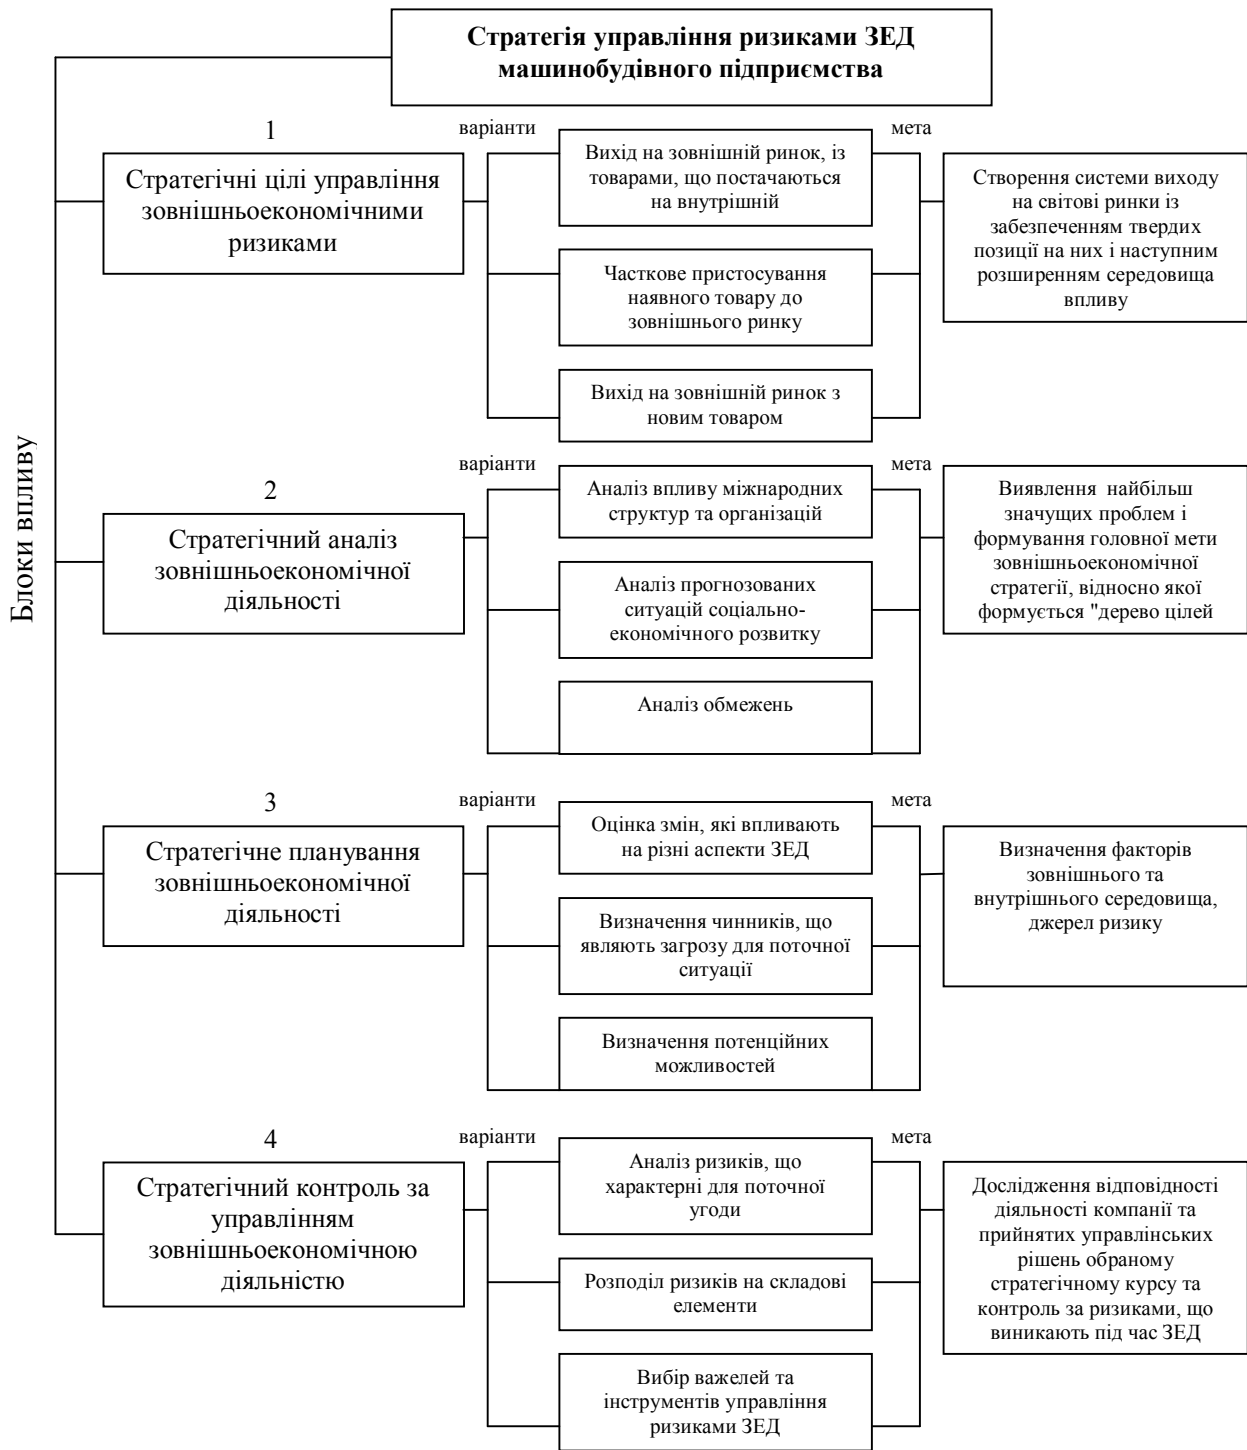 Стратегія управління ризиками ЗЕД
машинобудівного підприємства
Блоки впливу
1
Стратегічні цілі управління
зовнішньоекономічними
ризиками
варіанти
Вихід на зовнішній ринок, із
товарами, що постачаються
на внутрішній
Часткове пристосування
наявного товару до
зовнішнього ринку
Вихід на зовнішній ринок з
новим товаром
мета
Створення системи виходу
на світові ринки із
забезпеченням твердих
позиції на них і наступним
розширенням середовища
впливу
2
Стратегічний аналіз
зовнішньоекономічної
діяльності
варіанти
Аналіз впливу міжнародних
структур та організацій
Аналіз прогнозованих
ситуацій соціально-
економічного розвитку
Аналіз обмежень
мета
Виявлення найбільш
значущих проблем і
формування головної мети
зовнішньоекономічної
стратегії, відносно якої
формується "дерево цілей
3
Стратегічне планування
зовнішньоекономічної
діяльності
варіанти
Оцінка змін, які впливають
на різні аспекти ЗЕД
Визначення чинників, що
являють загрозу для поточної
ситуації
Визначення потенційних
можливостей
мета
Визначення факторів
зовнішнього та
внутрішнього середовища,
джерел ризику
4
Стратегічний контроль за
управлінням
зовнішньоекономічною
діяльністю
варіанти
Аналіз ризиків, що
характерні для поточної
угоди
Розподіл ризиків на складові
елементи
Вибір важелей та
інструментів управління
ризиками ЗЕД
мета
Дослідження відповідності
діяльності компанії та
прийнятих управлінських
рішень обраному
стратегічному курсу та
контроль за ризиками, що
виникають під час ЗЕД